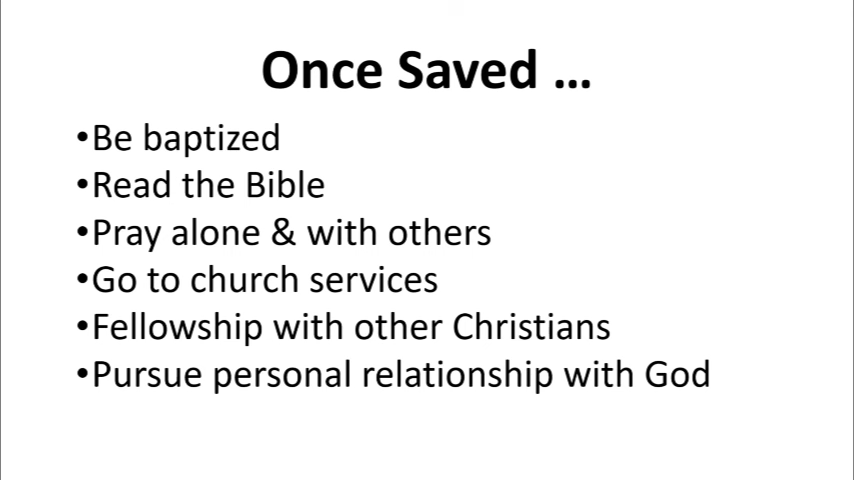 Once Saved ...
•Be baptized
•Read the Bible
•Pray alone & with others
•Go to church services
•Fellowship with other Christians
•Pursue personal relationship with God